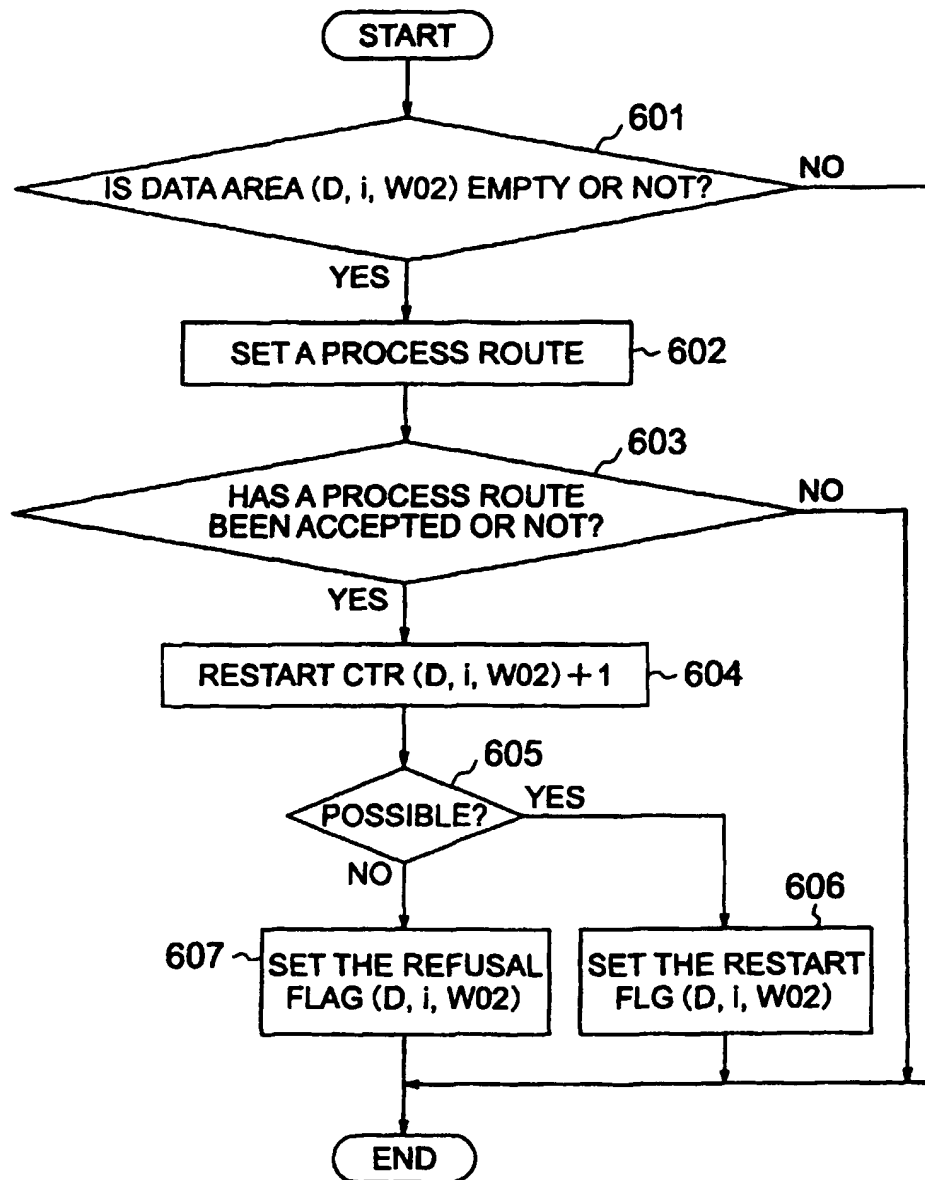 START
601
IS DATA AREA (D, i, W02) EMPTY OR NOT?
NO
YES
SET A PROCESS ROUTE
602
603
HAS A PROCESS ROUTE
BEEN ACCEPTED OR NOT?
NO
YES
RESTART CTR (D, i, W02) + 1
604
605
POSSIBLE?
YES
NO
606
607
SET THE REFUSAL
FLAG (D, i, W02)
SET THE RESTART
FLG (D, i, W02)
END